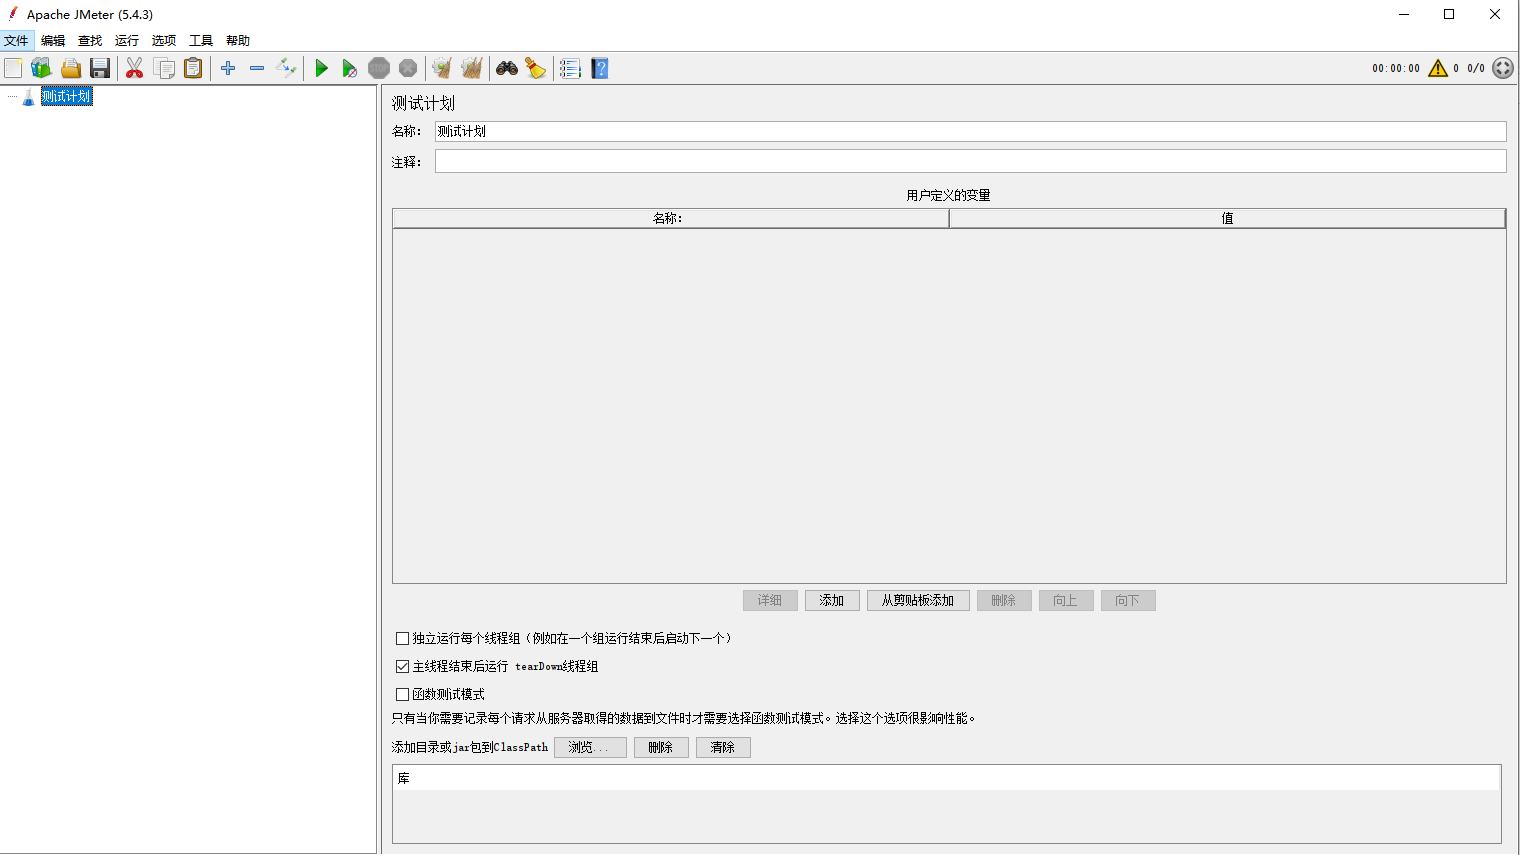 Apache JMeter (5.4.3)
文件 编辑 查找 运行 选项 工具 帮助
STOP
00:00:00 0 0/0
测试计划
测试计划
名称： 测试计划
注释：
用户定义的变量
名称： 值
详细 添加 从剪贴板添加 删除 向上 向下
独立运行每个线程组（例如在一个组运行结束后启动下一个）
主线程结束后运行 tearDown线程组
函数测试模式
只有当你需要记录每个请求从服务器取得的数据到文件时才需要选择函数测试模式。选择这个选项很影响性能。
添加目录或jar包到ClassPath 浏览... 删除 清除
库